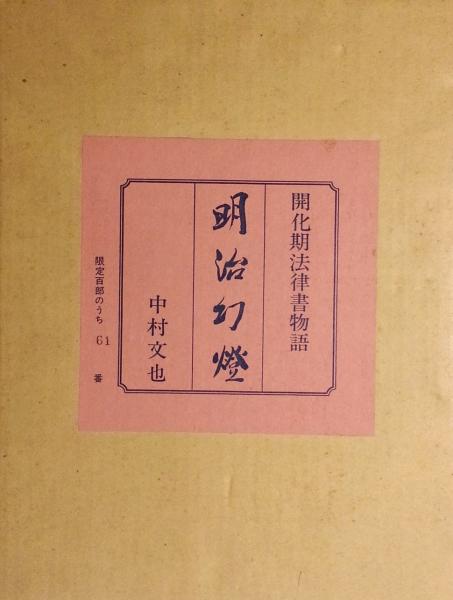 開化期法律書物語
明治幻燈
中村文也
限定百部のうち 61 番